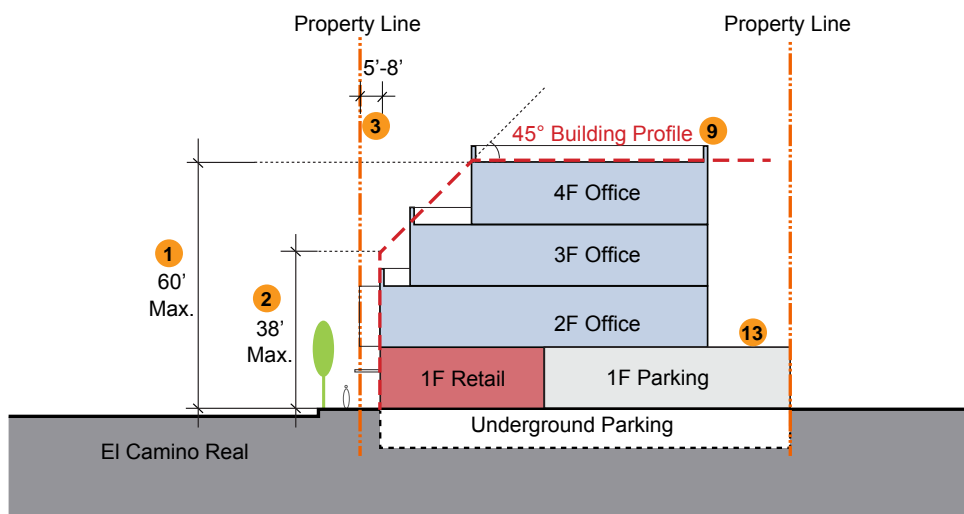 Property Line
Property Line
5’-8’
3
45° Building Profile
9
4F Office
1
60’
Max.
3F Office
2
38’
Max.
2F Office
13
1F Retail
1F Parking
Underground Parking
El Camino Real